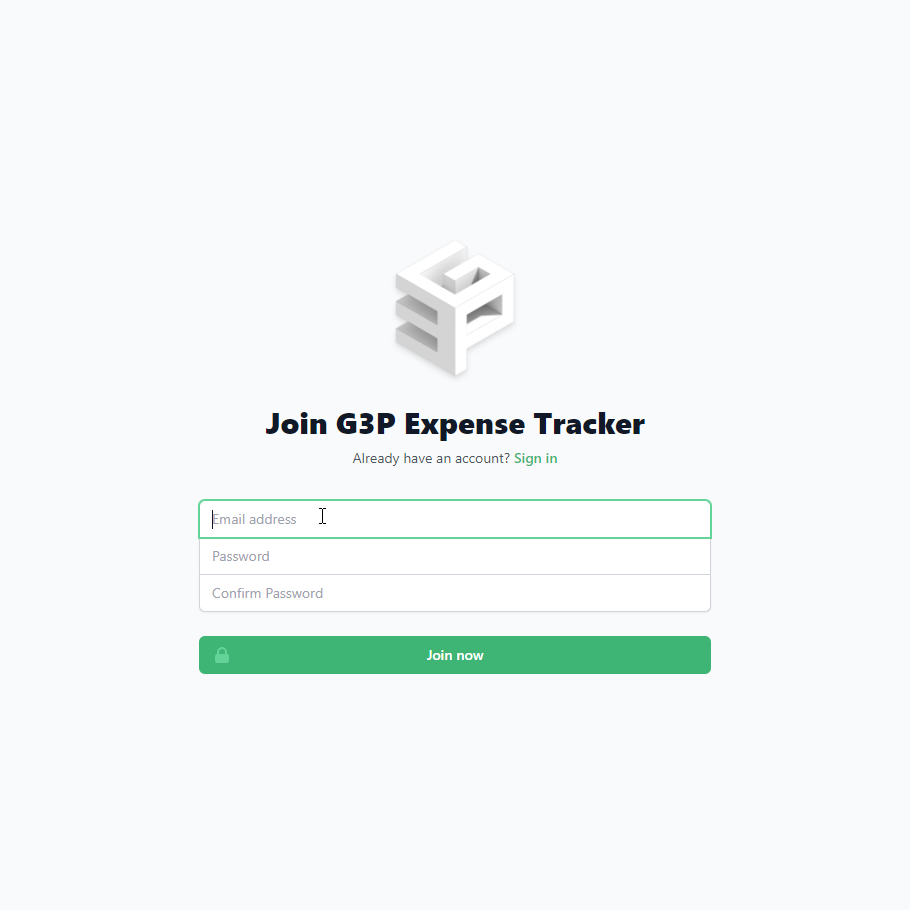 Join G3P Expense Tracker
Already have an account? Sign in
Email address
Password
Confirm Password
Join now